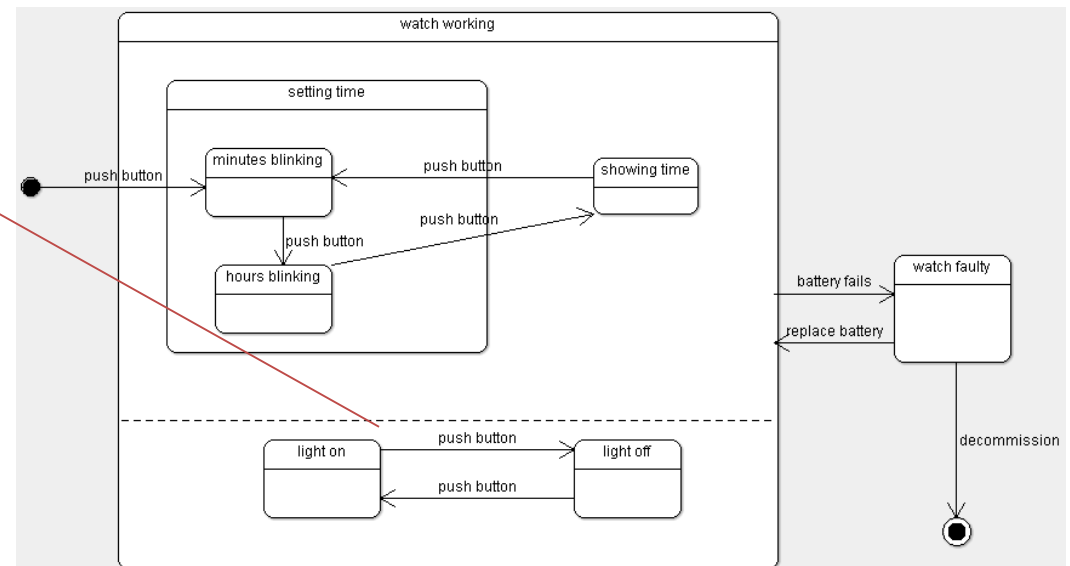 watch working
setting time
minutes blinking
push button
push button
showing time
push button
push button
hours blinking
watch faulty
battery fails
replace battery
decommission
light on
push button
light off
push button